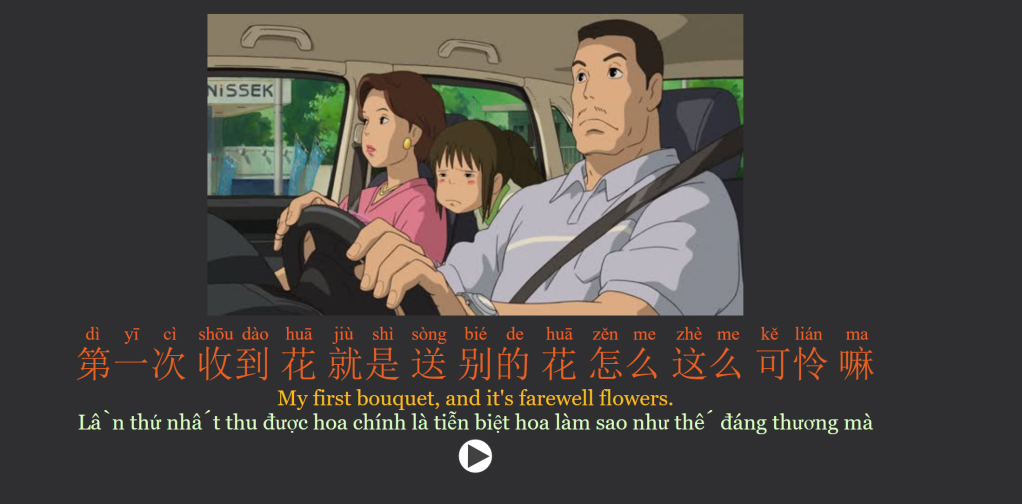 NISSEK
dì yī cì shōu dào huā jiù shì sòng bié de huā zěn me zhè me kě lián ma
第一次 收到 花 就是 送 别的 花 怎么 这么 可怜 嘛
My first bouquet, and it's farewell flowers.
Lần thứ nhất thu được hoa chính là tiễn biệt hoa làm sao như thế đáng thương mà